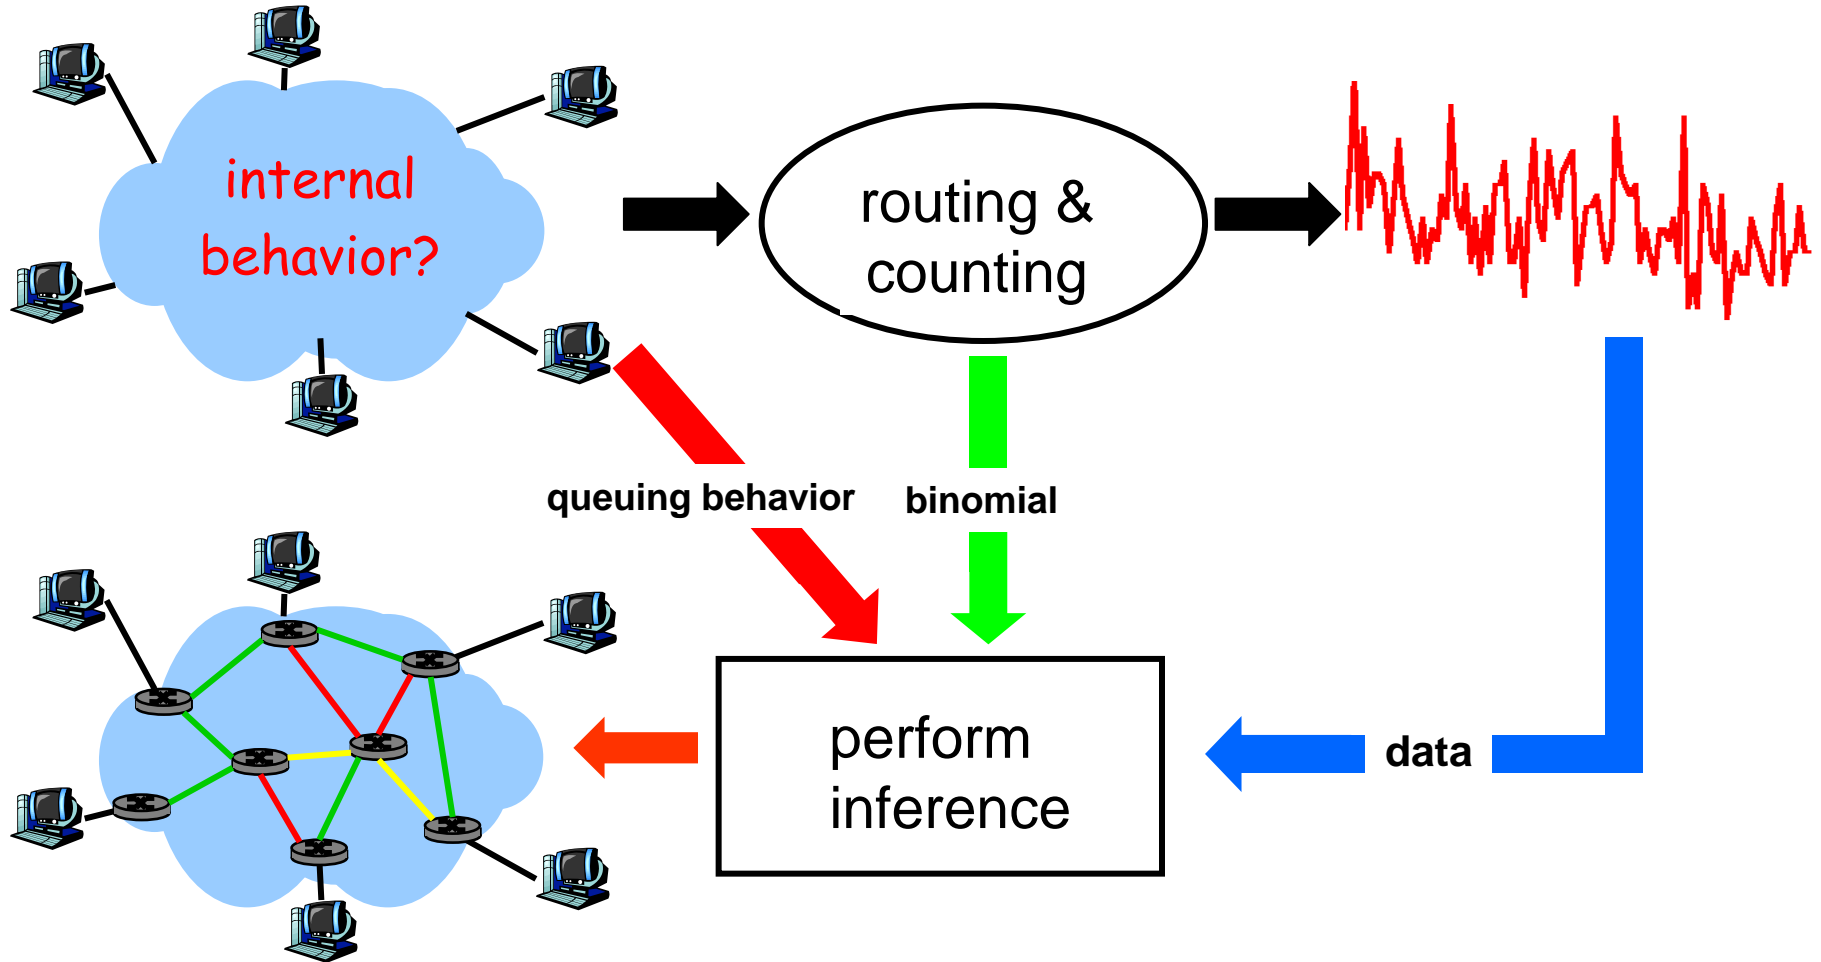 internal
behavior?
routing &
counting
queuing behavior
binomial
perform
inference
data